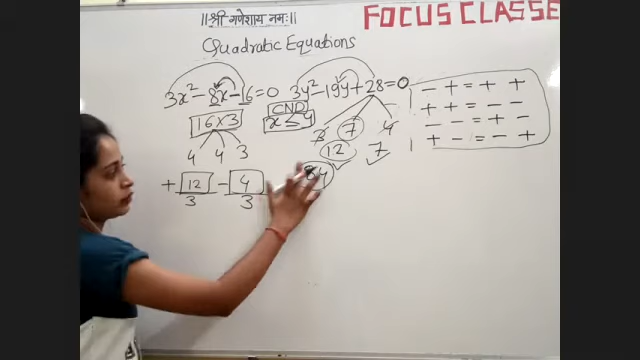 ॥श्री गणेशाय नमः॥
FOCUS CLASSE
Quadratic Equations
3x² - 8x - 16 = 0
3y² - 19y + 28 = 0
16×3
CND
x ≤ y
4 4 3
3 7 4
12 7
84
+ 12/3 - 4/3
- + = + +
+ + = - -
- - = + -
+ - = - +